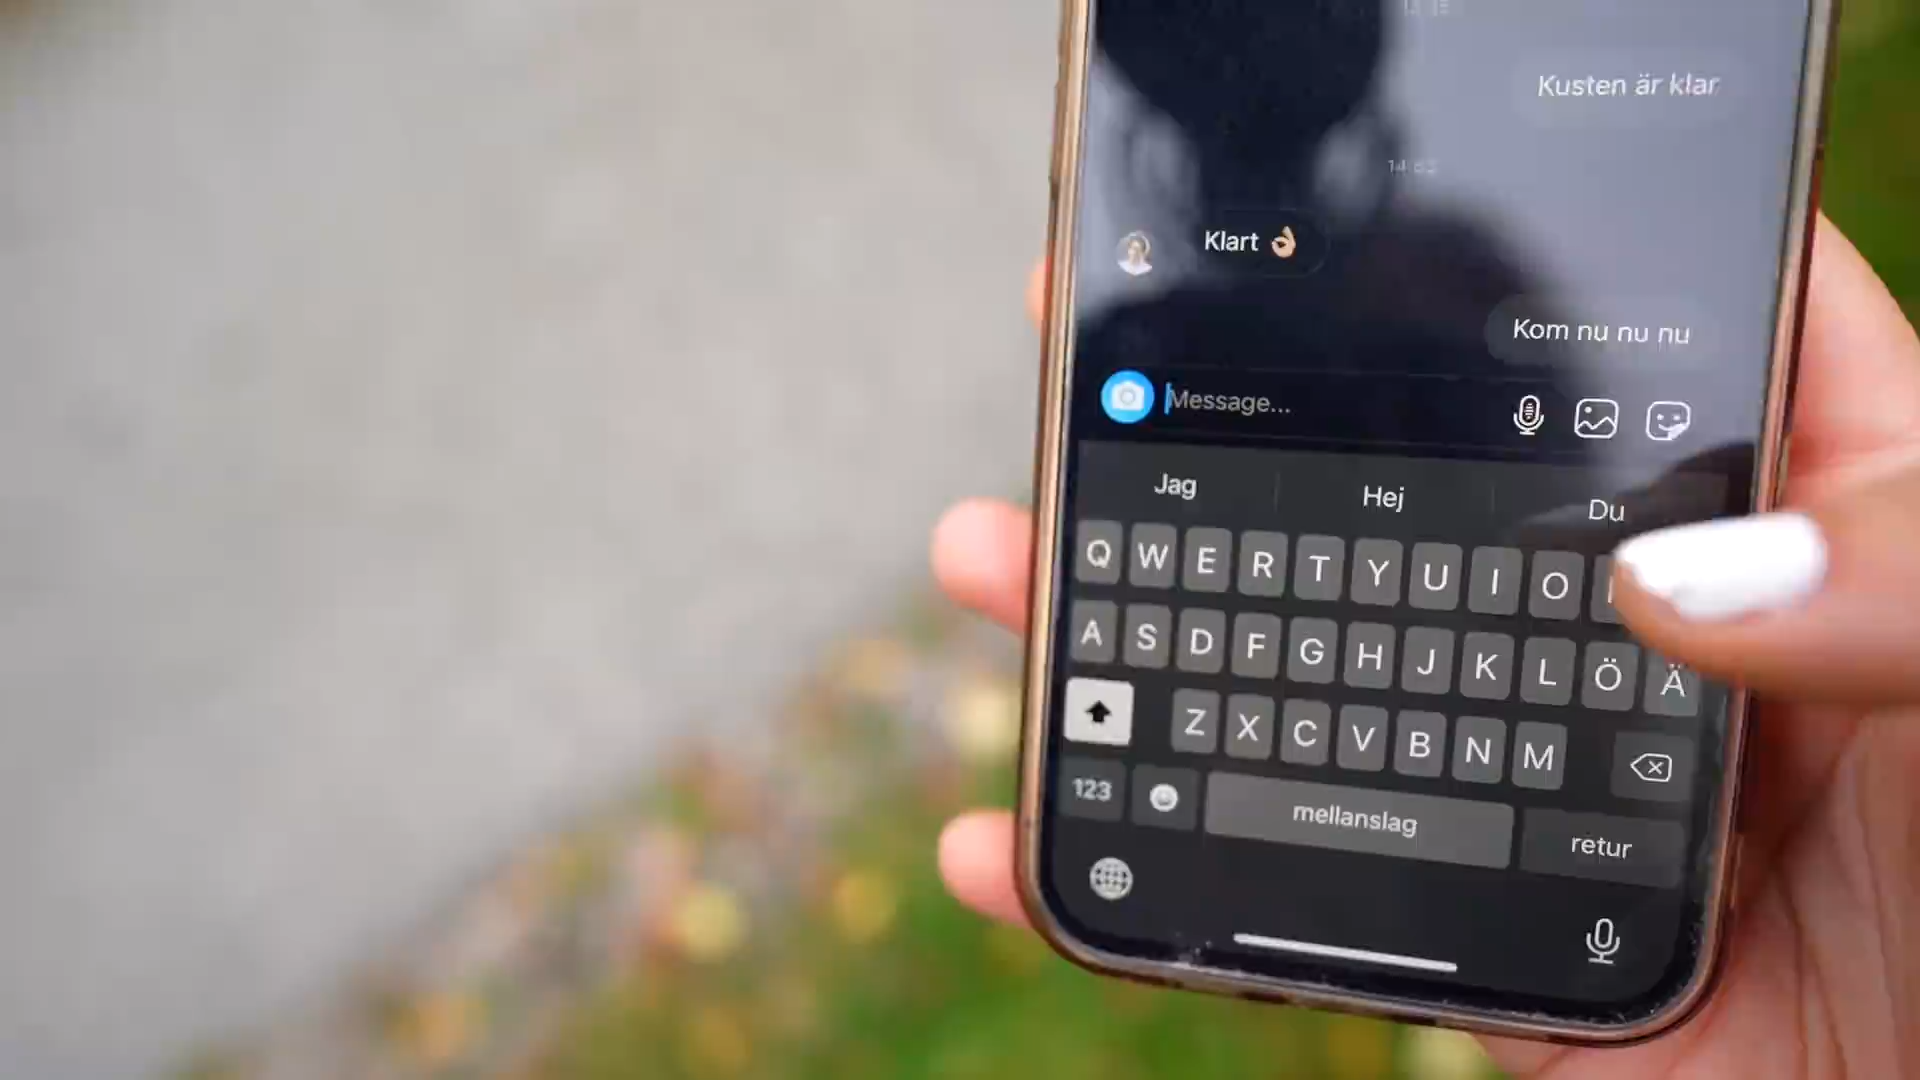 Kusten är klar
Klart 👌🏼
Kom nu nu nu
Message...
Jag Hej Du
Q W E R T Y U I O
A S D F G H J K L Ö Ä
Z X C V B N M
123 mellanslag retur